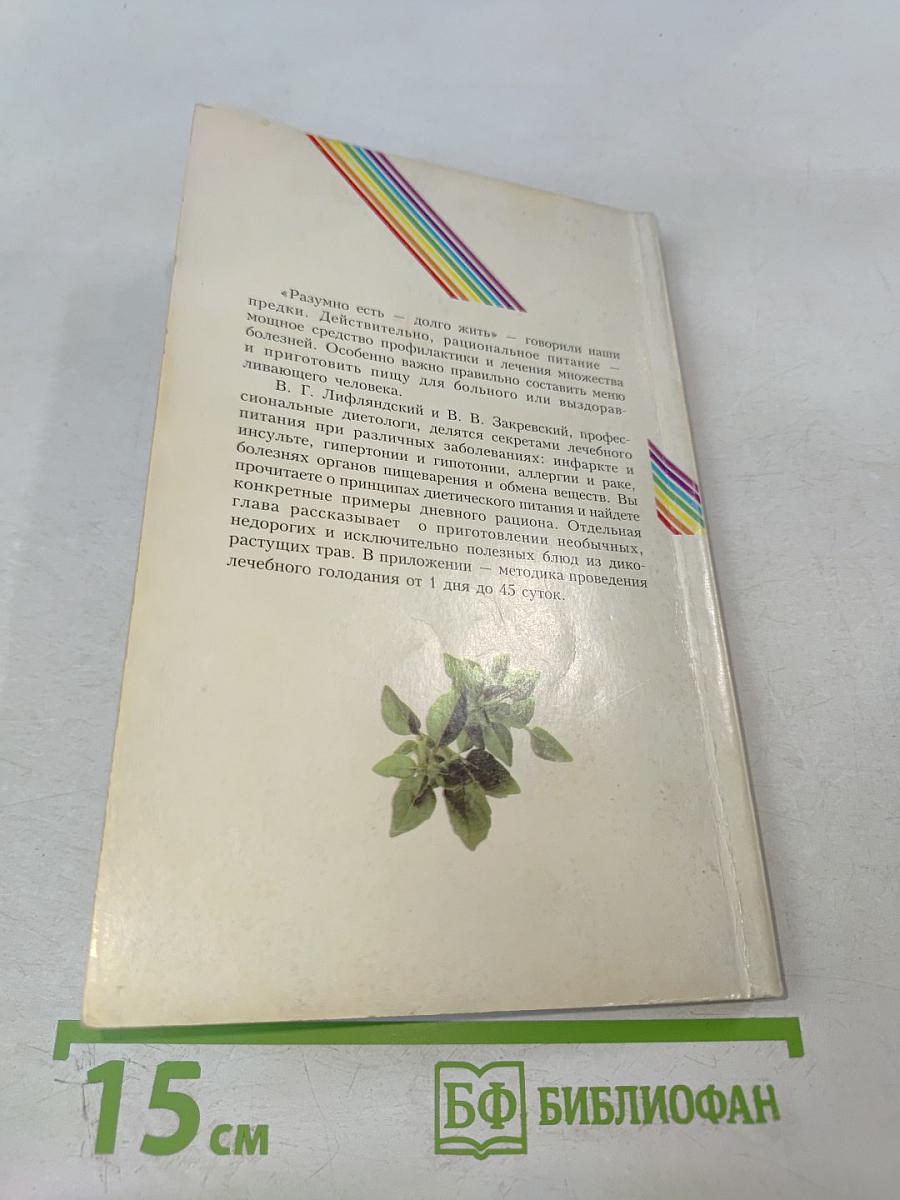 «Разумно есть — долго жить» — говорили наши
предки. Действительно, рациональное питание —
мощное средство профилактики и лечения множества
болезней. Особенно важно правильно составить меню
и приготовить пищу для больного или выздорав-
ливающего человека.
В. Г. Лифляндский и В. В. Закревский, профес-
сиональные диетологи, делятся секретами лечебного
питания при различных заболеваниях: инфаркте и
инсульте, гипертонии и гипотонии, аллергии и раке,
болезнях органов пищеварения и обмена веществ. Вы
прочитаете о принципах диетического питания и найдете
конкретные примеры дневного рациона. Отдельная
глава рассказывает о приготовлении необычных,
недорогих и исключительно полезных блюд из дико-
растущих трав. В приложении — методика проведения
лечебного голодания от 1 дня до 45 суток.
15 см
БФ БИБЛИОФАН